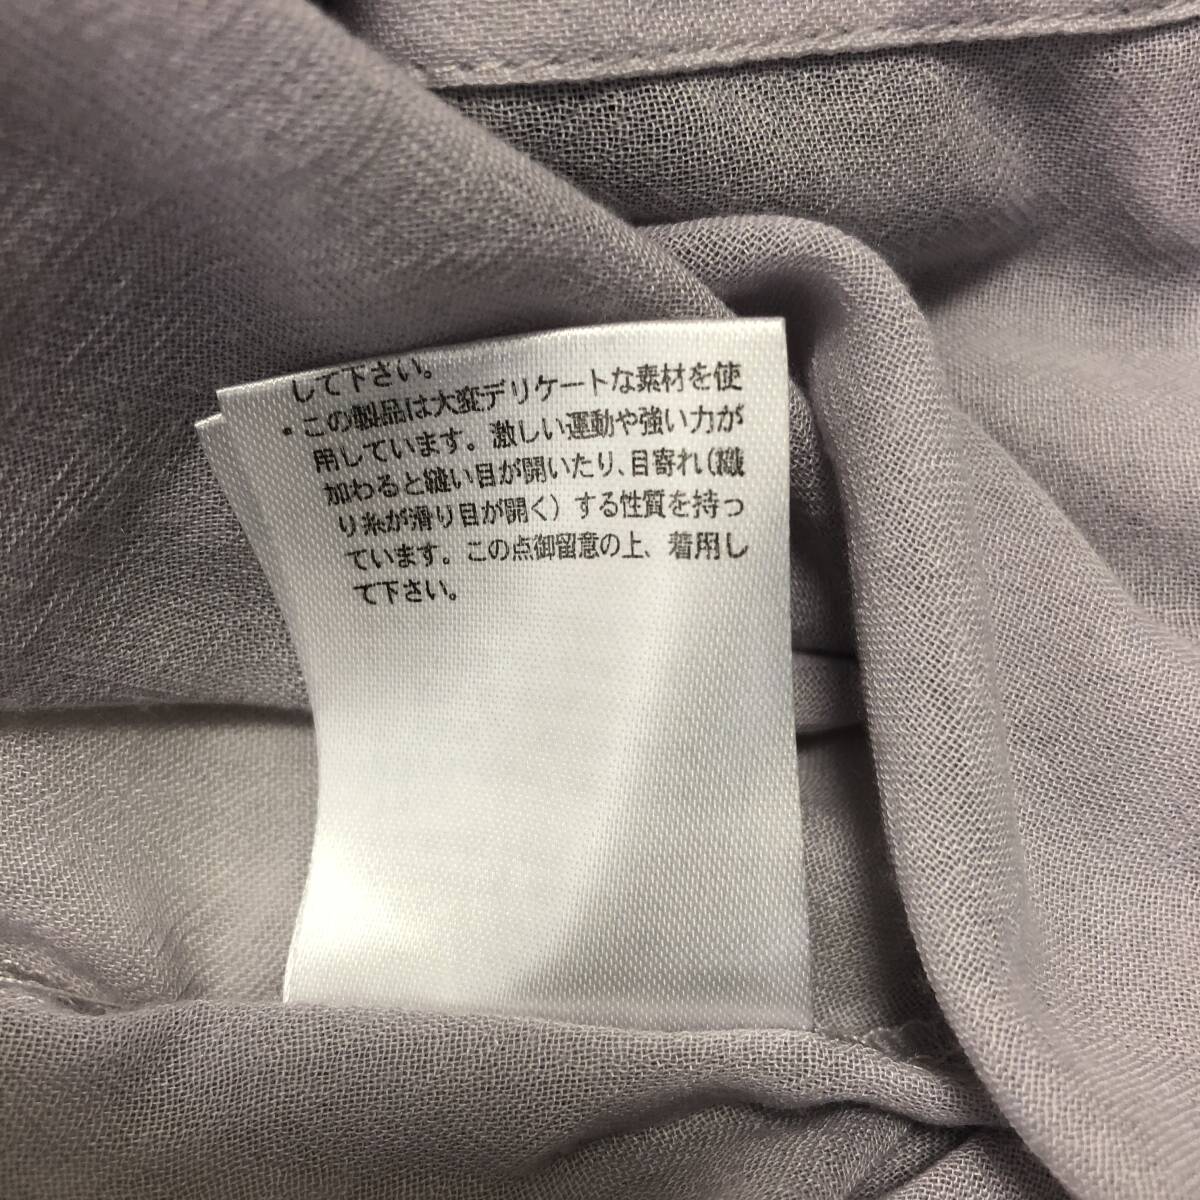 して下さい。
・この製品は大変デリケートな素材を使
用しています。激しい運動や強い力が
加わると縫い目が開いたり、目寄れ(織
り糸が滑り目が開く)する性質を持っ
ています。この点御留意の上、着用し
て下さい。